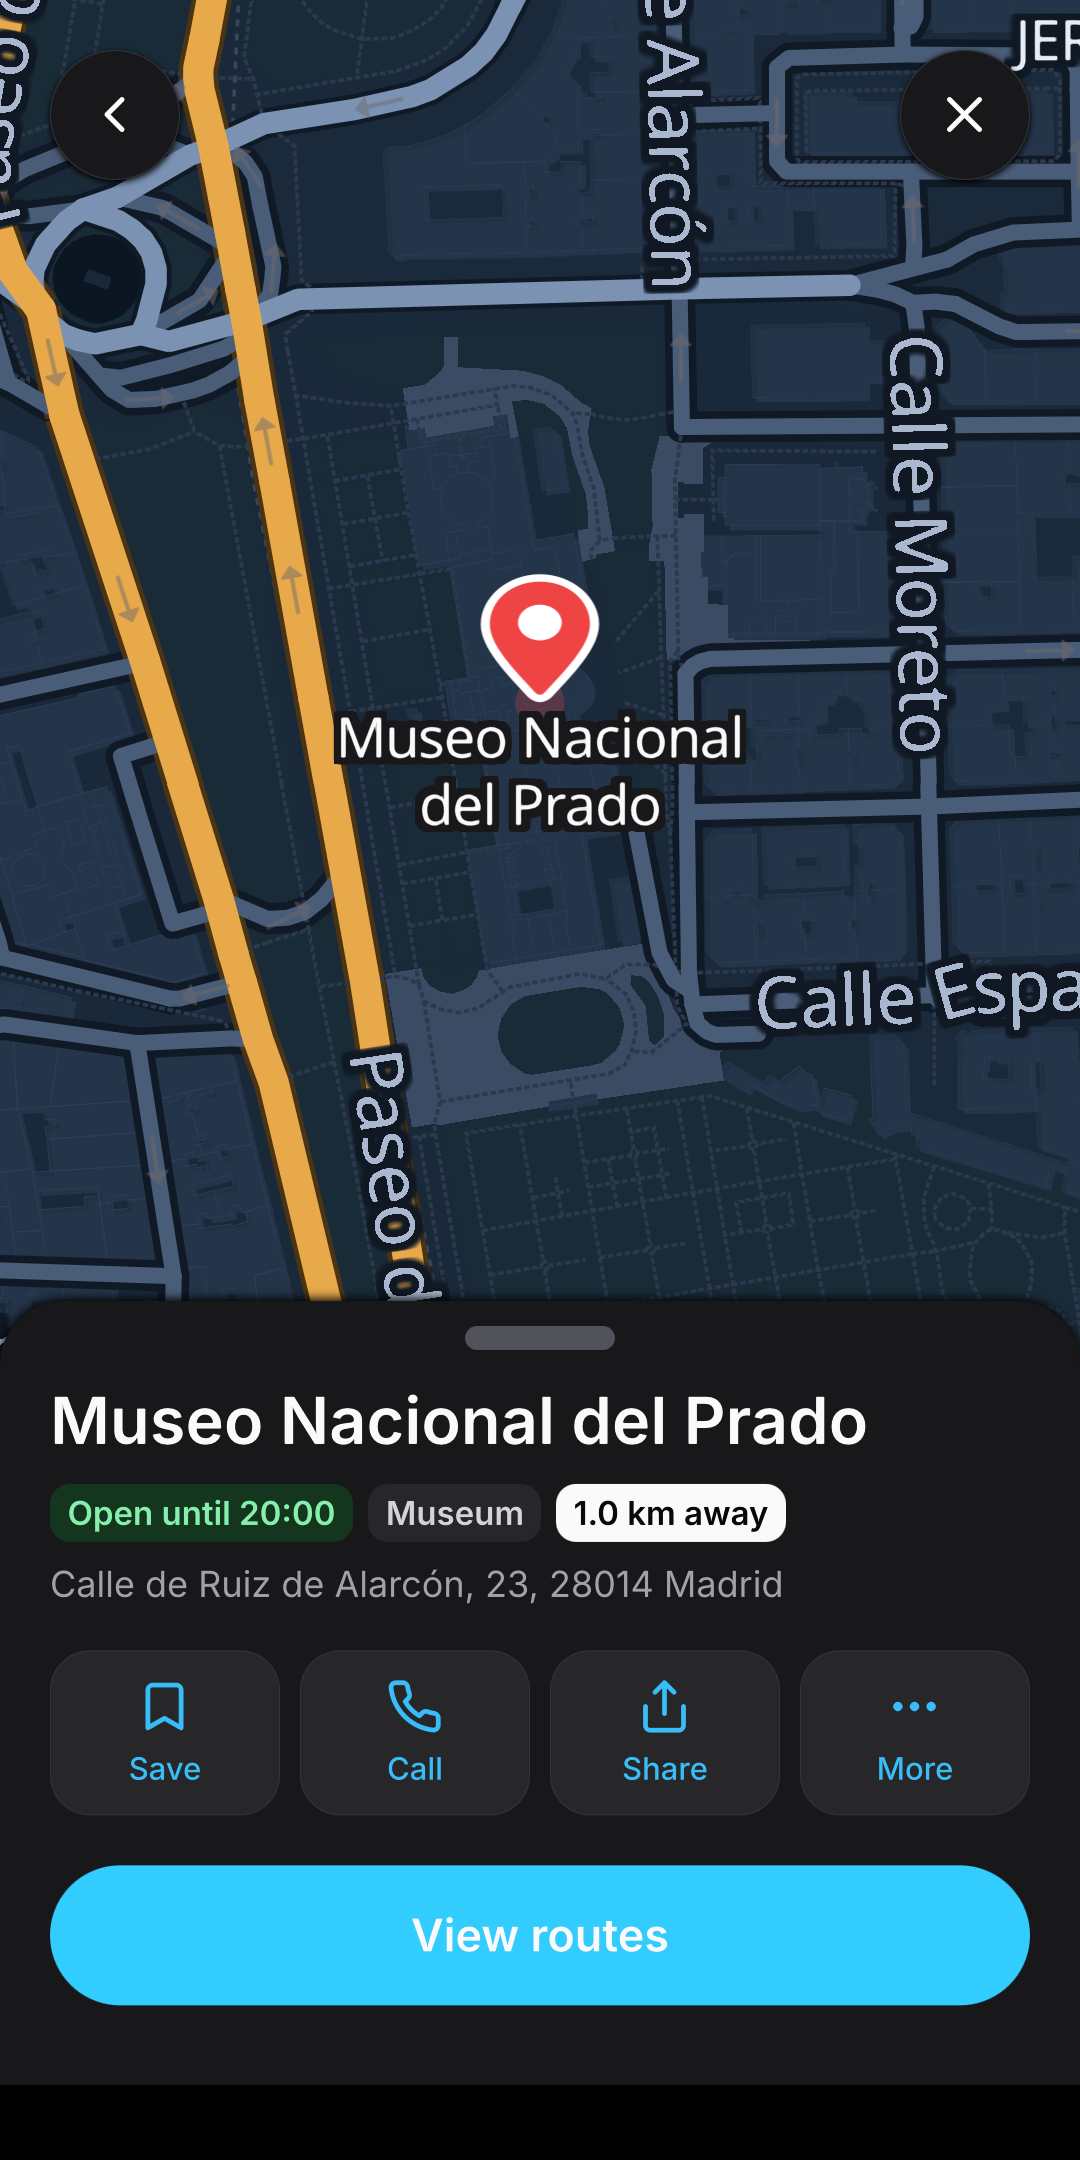 e Alarcón
JER
Calle Moreto
Museo Nacional
del Prado
Calle Espa
Paseo d
Museo Nacional del Prado
Open until 20:00
Museum
1.0 km away
Calle de Ruiz de Alarcón, 23, 28014 Madrid
Save
Call
Share
More
View routes